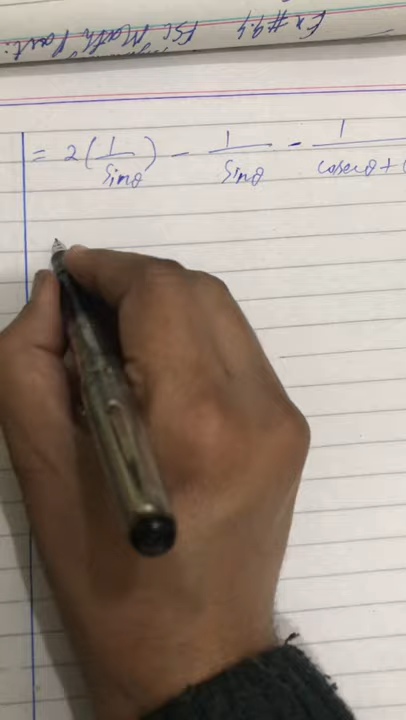 Ex #9.4 FSc Math Part:
= 2(1/sinθ) - 1/sinθ - 1/cosecθ + (